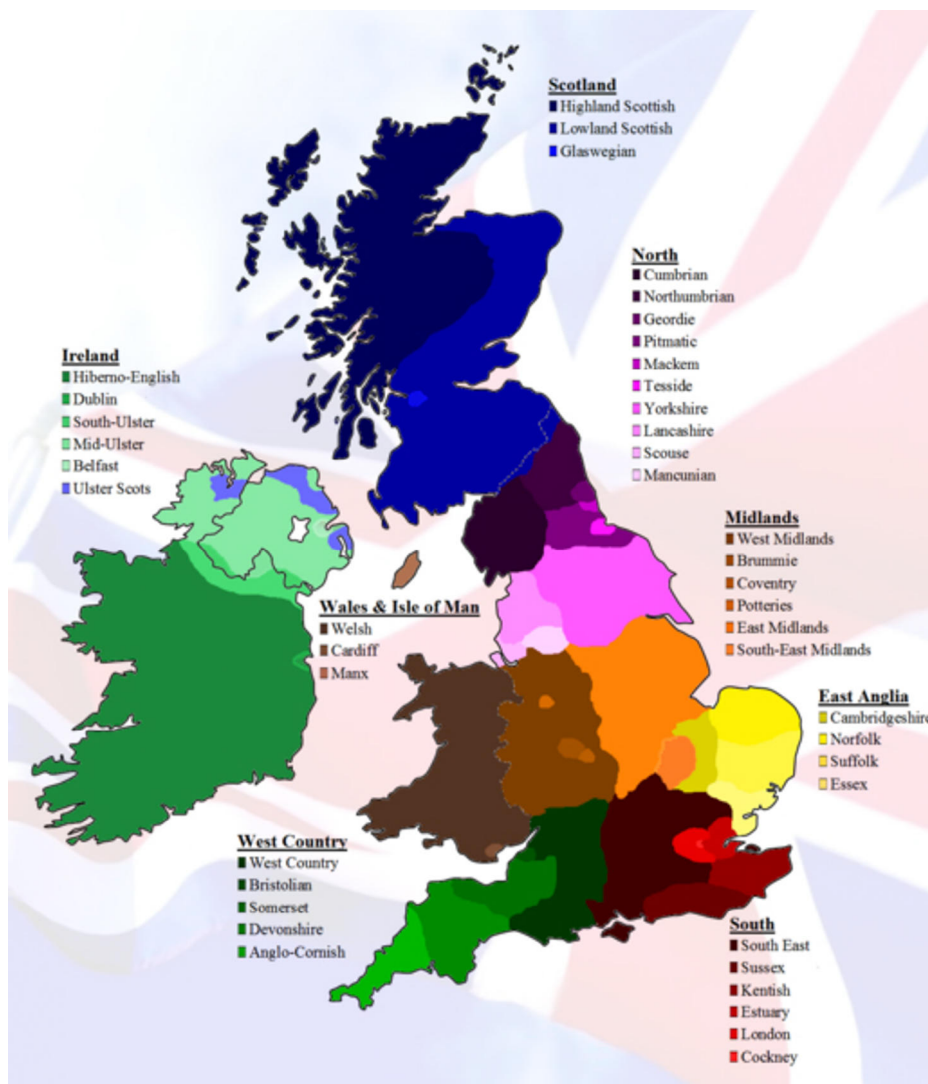 Scotland
Highland Scottish
Lowland Scottish
Glaswegian
North
Cumbrian
Northumbrian
Geordie
Pitmatic
Mackem
Tesside
Yorkshire
Lancashire
Scouse
Mancunian
Ireland
Hiberno-English
Dublin
South-Ulster
Mid-Ulster
Belfast
Ulster Scots
Midlands
West Midlands
Brummie
Coventry
Potteries
East Midlands
South-East Midlands
Wales & Isle of Man
Welsh
Cardiff
Manx
East Anglia
Cambridgeshire
Norfolk
Suffolk
Essex
West Country
West Country
Bristolian
Somerset
Devonshire
Anglo-Cornish
South
South East
Sussex
Kentish
Estuary
London
Cockney